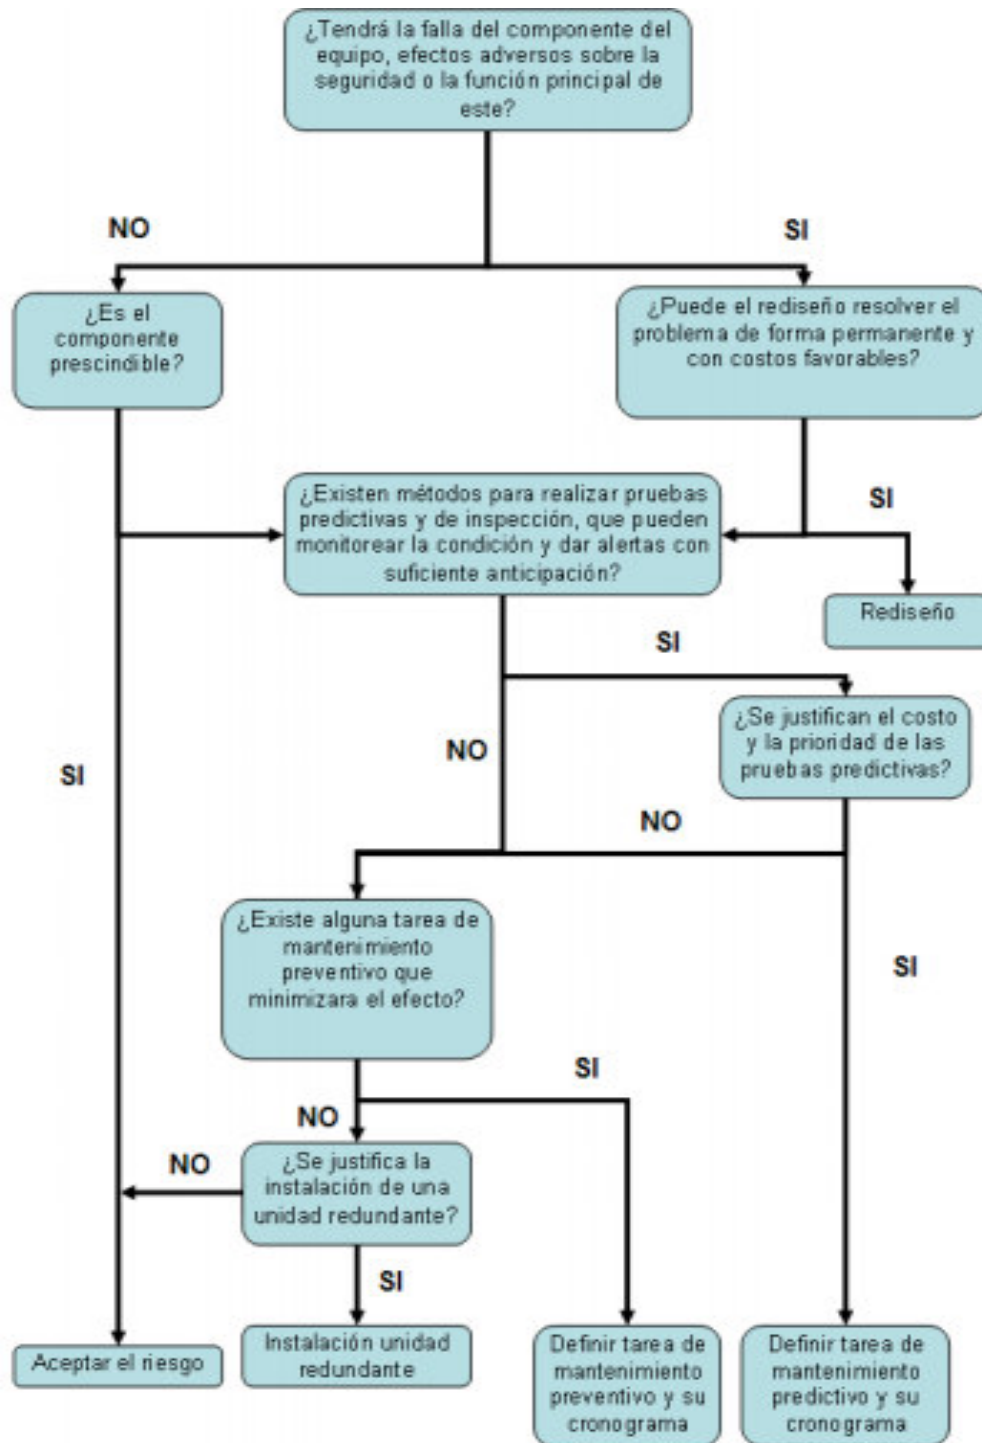 ¿Tendrá la falla del componente del
equipo, efectos adversos sobre la
seguridad o la función principal de
este?
NO
SI
¿Es el
componente
prescindible?
¿Puede el rediseño resolver el
problema de forma permanente y
con costos favorables?
¿Existen métodos para realizar pruebas
predictivas y de inspección, que pueden
monitorear la condición y dar alertas con
suficiente anticipación?
SI
Rediseño
SI
¿Se justifican el costo
y la prioridad de las
pruebas predictivas?
NO
SI
NO
¿Existe alguna tarea de
mantenimiento
preventivo que
minimizara el efecto?
SI
SI
NO
NO
¿Se justifica la
instalación de una
unidad redundante?
SI
Aceptar el riesgo
Instalación unidad
redundante
Definir tarea de
mantenimiento
preventivo y su
cronograma
Definir tarea de
mantenimiento
predictivo y su
cronograma